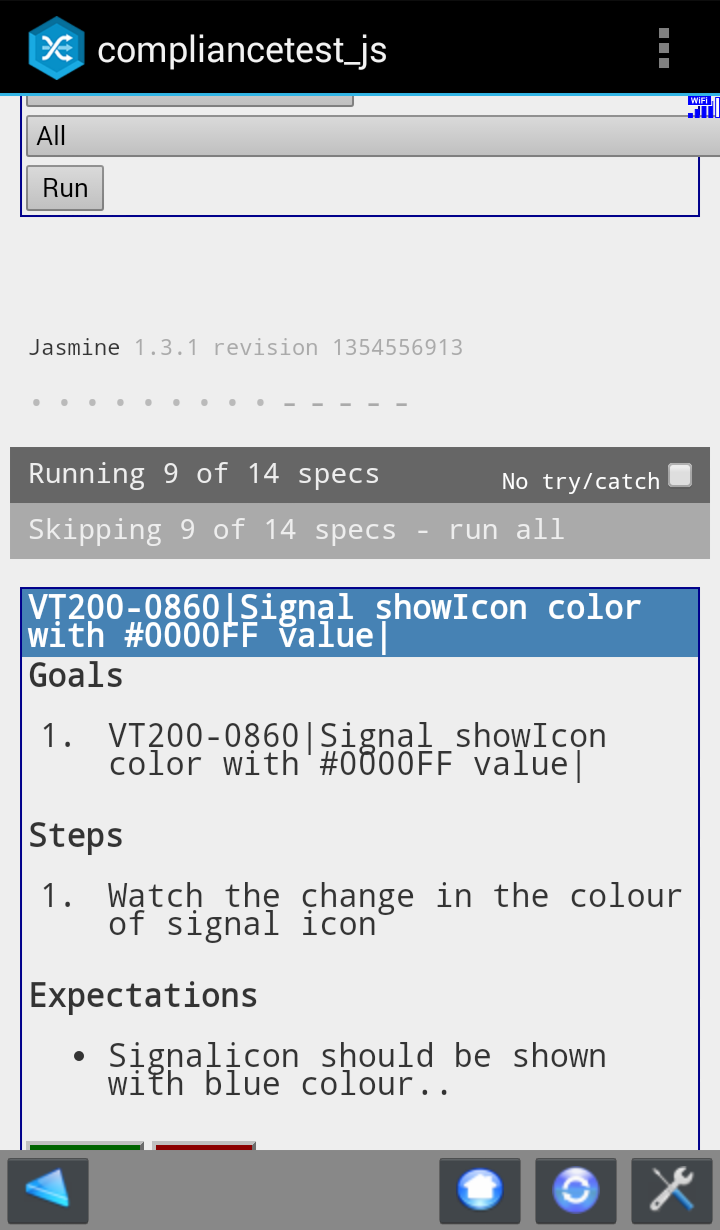 compliancetest_js
WiFi
All
Run
Jasmine 1.3.1 revision 1354556913
Running 9 of 14 specs
No try/catch
Skipping 9 of 14 specs - run all
VT200-0860|Signal showIcon color
with #0000FF value|
Goals
1. VT200-0860|Signal showIcon
color with #0000FF value|
Steps
1. Watch the change in the colour
of signal icon
Expectations
• Signalicon should be shown
with blue colour..